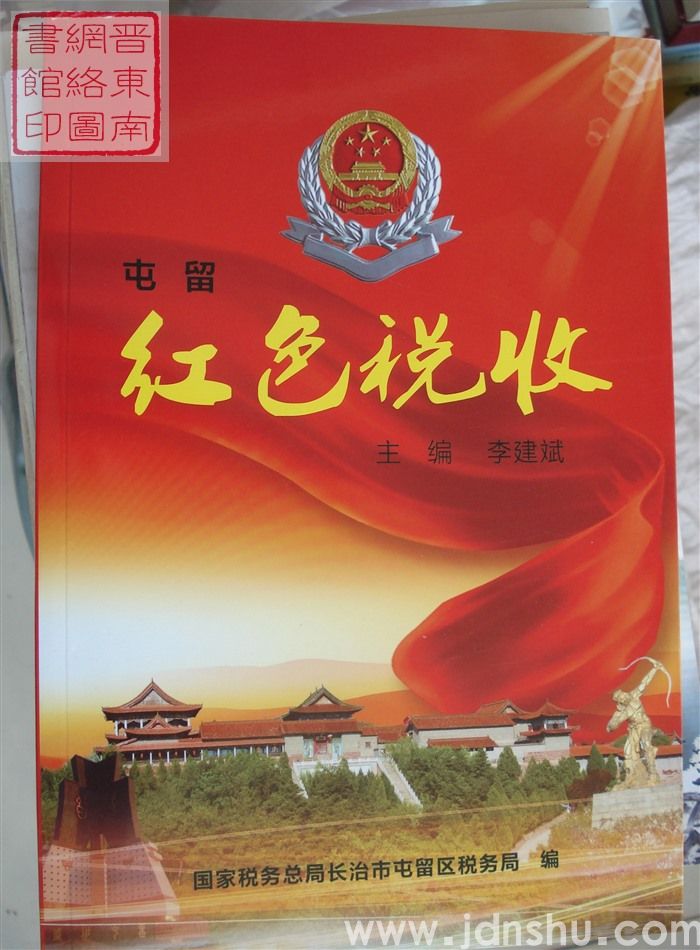 晋東南
網絡圖
書館印
屯留
红色税收
主编 李建斌
国家税务总局长治市屯留区税务局 编
www.jdnshu.com